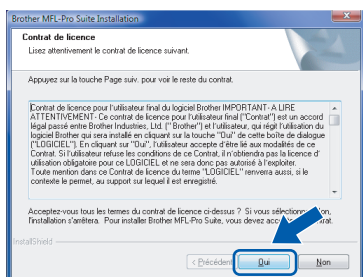 Brother MFL-Pro Suite Installation
Contrat de licence
Lisez attentivement le contrat de licence suivant.
Appuyez sur la touche Page suiv. pour voir le reste du contrat.
Contrat de licence pour l'utilisateur final du logiciel Brother IMPORTANT- A LIRE
ATTENTIVEMENT- Ce contrat de licence pour l'utilisateur final ("Contrat") est un accord
légal passé entre Brother Industries, Ltd. (" Brother") et l'utilisateur, qui régit l'utilisation du
logiciel Brother qui sera installé en cliquant sur la touche "Oui" de cette boîte de dialogue
("LOGICIEL"). En cliquant sur "Oui", l'utilisateur accepte d'être lié aux modalités de ce
Contrat. Si l'utilisateur refuse les conditions de ce Contrat, il n'obtiendra pas la licence d'
utilisation obligatoire pour ce LOGICIEL et ne sera donc pas autorisé à l'exploiter.
Toute mention dans ce Contrat de licence du terme "LOGICIEL" renverra aussi, si le
contexte le permet, au support sur lequel il est enregistré.
Acceptez-vous tous les termes du contrat de licence ci-dessus ? Si vous sélection on,
l'installation s'arrêtera. Pour installer Brother MFL-Pro Suite, vous devez acc rat.
InstallShield
< Précédent
Oui
Non